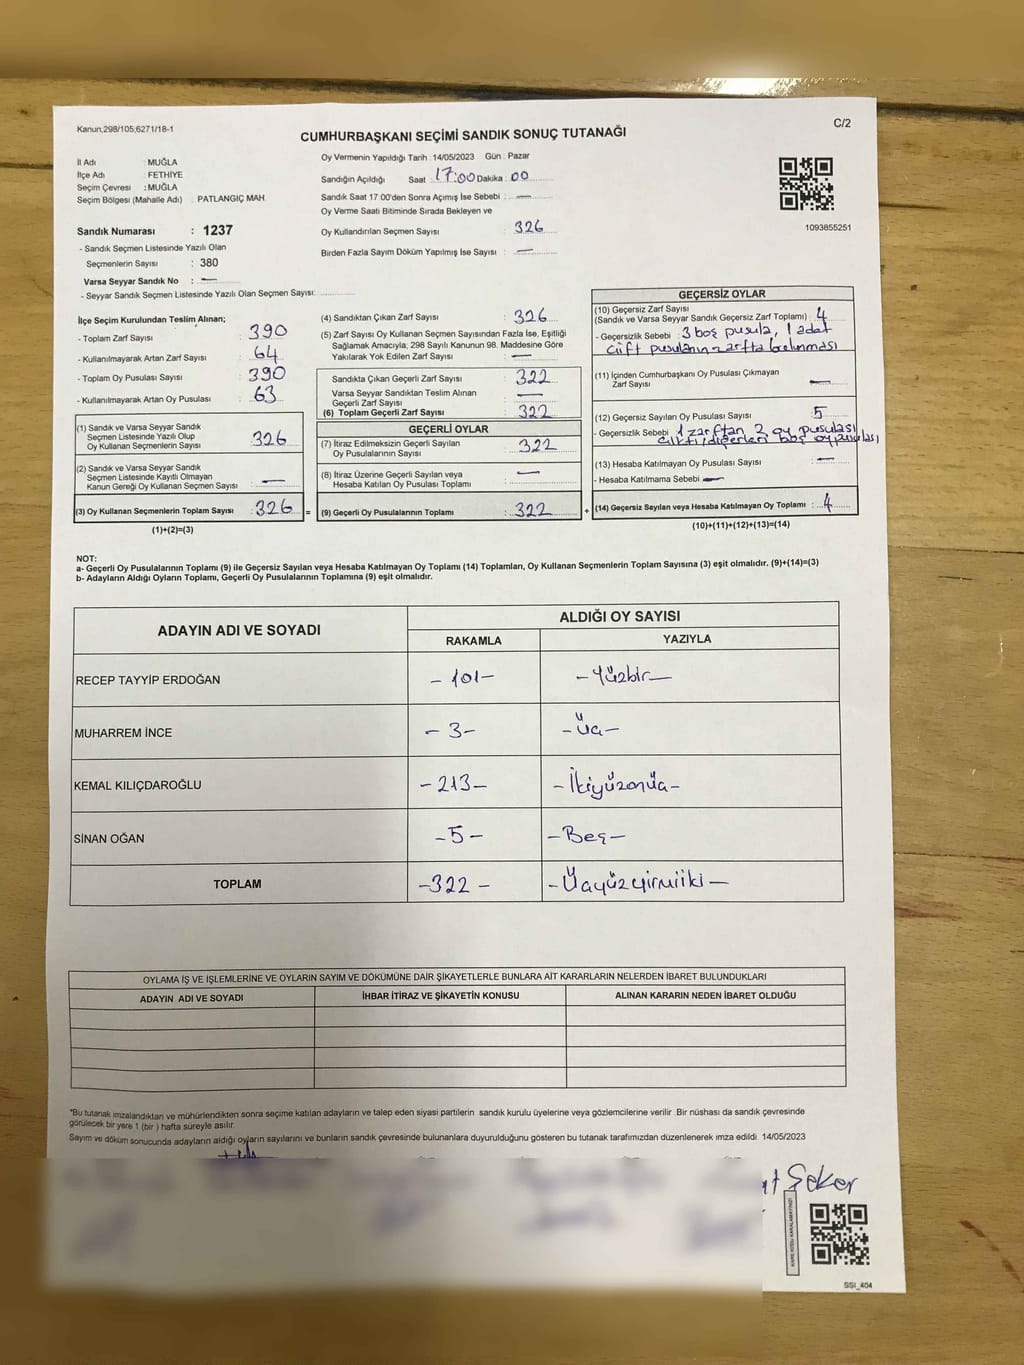 Kanun;298/105;6271/18-1
C/2
CUMHURBAŞKANI SEÇİMİ SANDIK SONUÇ TUTANAĞI
İl Adı : MUĞLA
İlçe Adı : FETHİYE
Seçim Çevresi : MUĞLA
Seçim Bölgesi (Mahalle Adı) : PATLANGIÇ MAH.
Oy Vermenin Yapıldığı Tarih : 14/05/2023 Gün : Pazar
Sandığın Açıldığı Saat : 17:00 Dakika : 00
Sandık Saat 17:00'den Sonra Açımış İse Sebebi : —
Oy Verme Saati Bitiminde Sırada Bekleyen ve
Oy Kullandırılan Seçmen Sayısı : 326
Birden Fazla Sayım Döküm Yapılmış İse Sayısı : —
1093855251
Sandık Numarası : 1237
- Sandık Seçmen Listesinde Yazılı Olan
Seçmenlerin Sayısı : 380
Varsa Seyyar Sandık No : —
- Seyyar Sandık Seçmen Listesinde Yazılı Olan Seçmen Sayısı:
İlçe Seçim Kurulundan Teslim Alınan;
- Toplam Zarf Sayısı : 390
- Kullanılmayarak Artan Zarf Sayısı : 64
- Toplam Oy Pusulası Sayısı : 390
- Kullanılmayarak Artan Oy Pusulası : 63
(1) Sandık ve Varsa Seyyar Sandık
Seçmen Listesinde Yazılı Olup
Oy Kullanan Seçmenlerin Sayısı : 326
(2) Sandık ve Varsa Seyyar Sandık
Seçmen Listesinde Kayıtlı Olmayan
Kanun Gereği Oy Kullanan Seçmen Sayısı : —
(3) Oy Kullanan Seçmenlerin Toplam Sayısı : 326 =
(1)+(2)=(3)
(4) Sandıktan Çıkan Zarf Sayısı : 326
(5) Zarf Sayısı Oy Kullanan Seçmen Sayısından Fazla İse, Eşitliği
Sağlamak Amacıyla; 298 Sayılı Kanunun 98. Maddesine Göre
Yakılarak Yok Edilen Zarf Sayısı : —
Sandıkta Çıkan Geçerli Zarf Sayısı : 322
Varsa Seyyar Sandıktan Teslim Alınan
Geçerli Zarf Sayısı : —
(6) Toplam Geçerli Zarf Sayısı : 322
GEÇERLİ OYLAR
(7) İtiraz Edilmeksizin Geçerli Sayılan
Oy Pusulalarının Sayısı : 322
(8) İtiraz Üzerine Geçerli Sayılan veya
Hesaba Katılan Oy Pusulası Toplamı : —
(9) Geçerli Oy Pusulalarının Toplamı : 322 +
GEÇERSİZ OYLAR
(10) Geçersiz Zarf Sayısı
(Sandık ve Varsa Seyyar Sandık Geçersiz Zarf Toplamı) : 4
- Geçersizlik Sebebi : 3 boş pusula, 1 adet
çift pusulanın zarfta bulunması
(11) İçinden Cumhurbaşkanı Oy Pusulası Çıkmayan
Zarf Sayısı : —
(12) Geçersiz Sayılan Oy Pusulası Sayısı : 5
- Geçersizlik Sebebi 1 zarftan 2 oy pusulası
çıktı/diğerleri boş oy pusulası
(13) Hesaba Katılmayan Oy Pusulası Sayısı : —
- Hesaba Katılmama Sebebi —
(14) Geçersiz Sayılan veya Hesaba Katılmayan Oy Toplamı : 4
(10)+(11)+(12)+(13)=(14)
NOT:
a- Geçerli Oy Pusulalarının Toplamı (9) ile Geçersiz Sayılan veya Hesaba Katılmayan Oy Toplamı (14) Toplamları, Oy Kullanan Seçmenlerin Toplam Sayısına (3) eşit olmalıdır. (9)+(14)=(3)
b- Adayların Aldığı Oyların Toplamı, Geçerli Oy Pusulalarının Toplamına (9) eşit olmalıdır.
ADAYIN ADI VE SOYADI
ALDIĞI OY SAYISI
RAKAMLA YAZIYLA
RECEP TAYYİP ERDOĞAN - 101 - - Yüzbir -
MUHARREM İNCE - 3 - - Üç -
KEMAL KILIÇDAROĞLU - 213 - - İkiyüzonüç -
SİNAN OĞAN - 5 - - Beş -
TOPLAM - 322 - - Üçyüzyirmiiki -
OYLAMA İŞ VE İŞLEMLERİNE VE OYLARIN SAYIM VE DÖKÜMÜNE DAİR ŞİKAYETLERLE BUNLARA AİT KARARLARIN NELERDEN İBARET BULUNDUKLARI
ADAYIN ADI VE SOYADI İHBAR İTİRAZ VE ŞİKAYETİN KONUSU ALINAN KARARIN NEDEN İBARET OLDUĞU
*Bu tutanak imzalandıktan ve mühürlendikten sonra seçime katılan adayların ve talep eden siyasi partilerin sandık kurulu üyelerine veya gözlemcilerine verilir. Bir nüshası da sandık çevresinde
görülecek bir yere 1 (bir ) hafta süreyle asılır.
Sayım ve döküm sonucunda adayların aldığı oyların sayılarını ve bunların sandık çevresinde bulunanlara duyurulduğunu gösteren bu tutanak tarafımızdan düzenlenerek imza edildi. 14/05/2023
Şeker
SSI_404